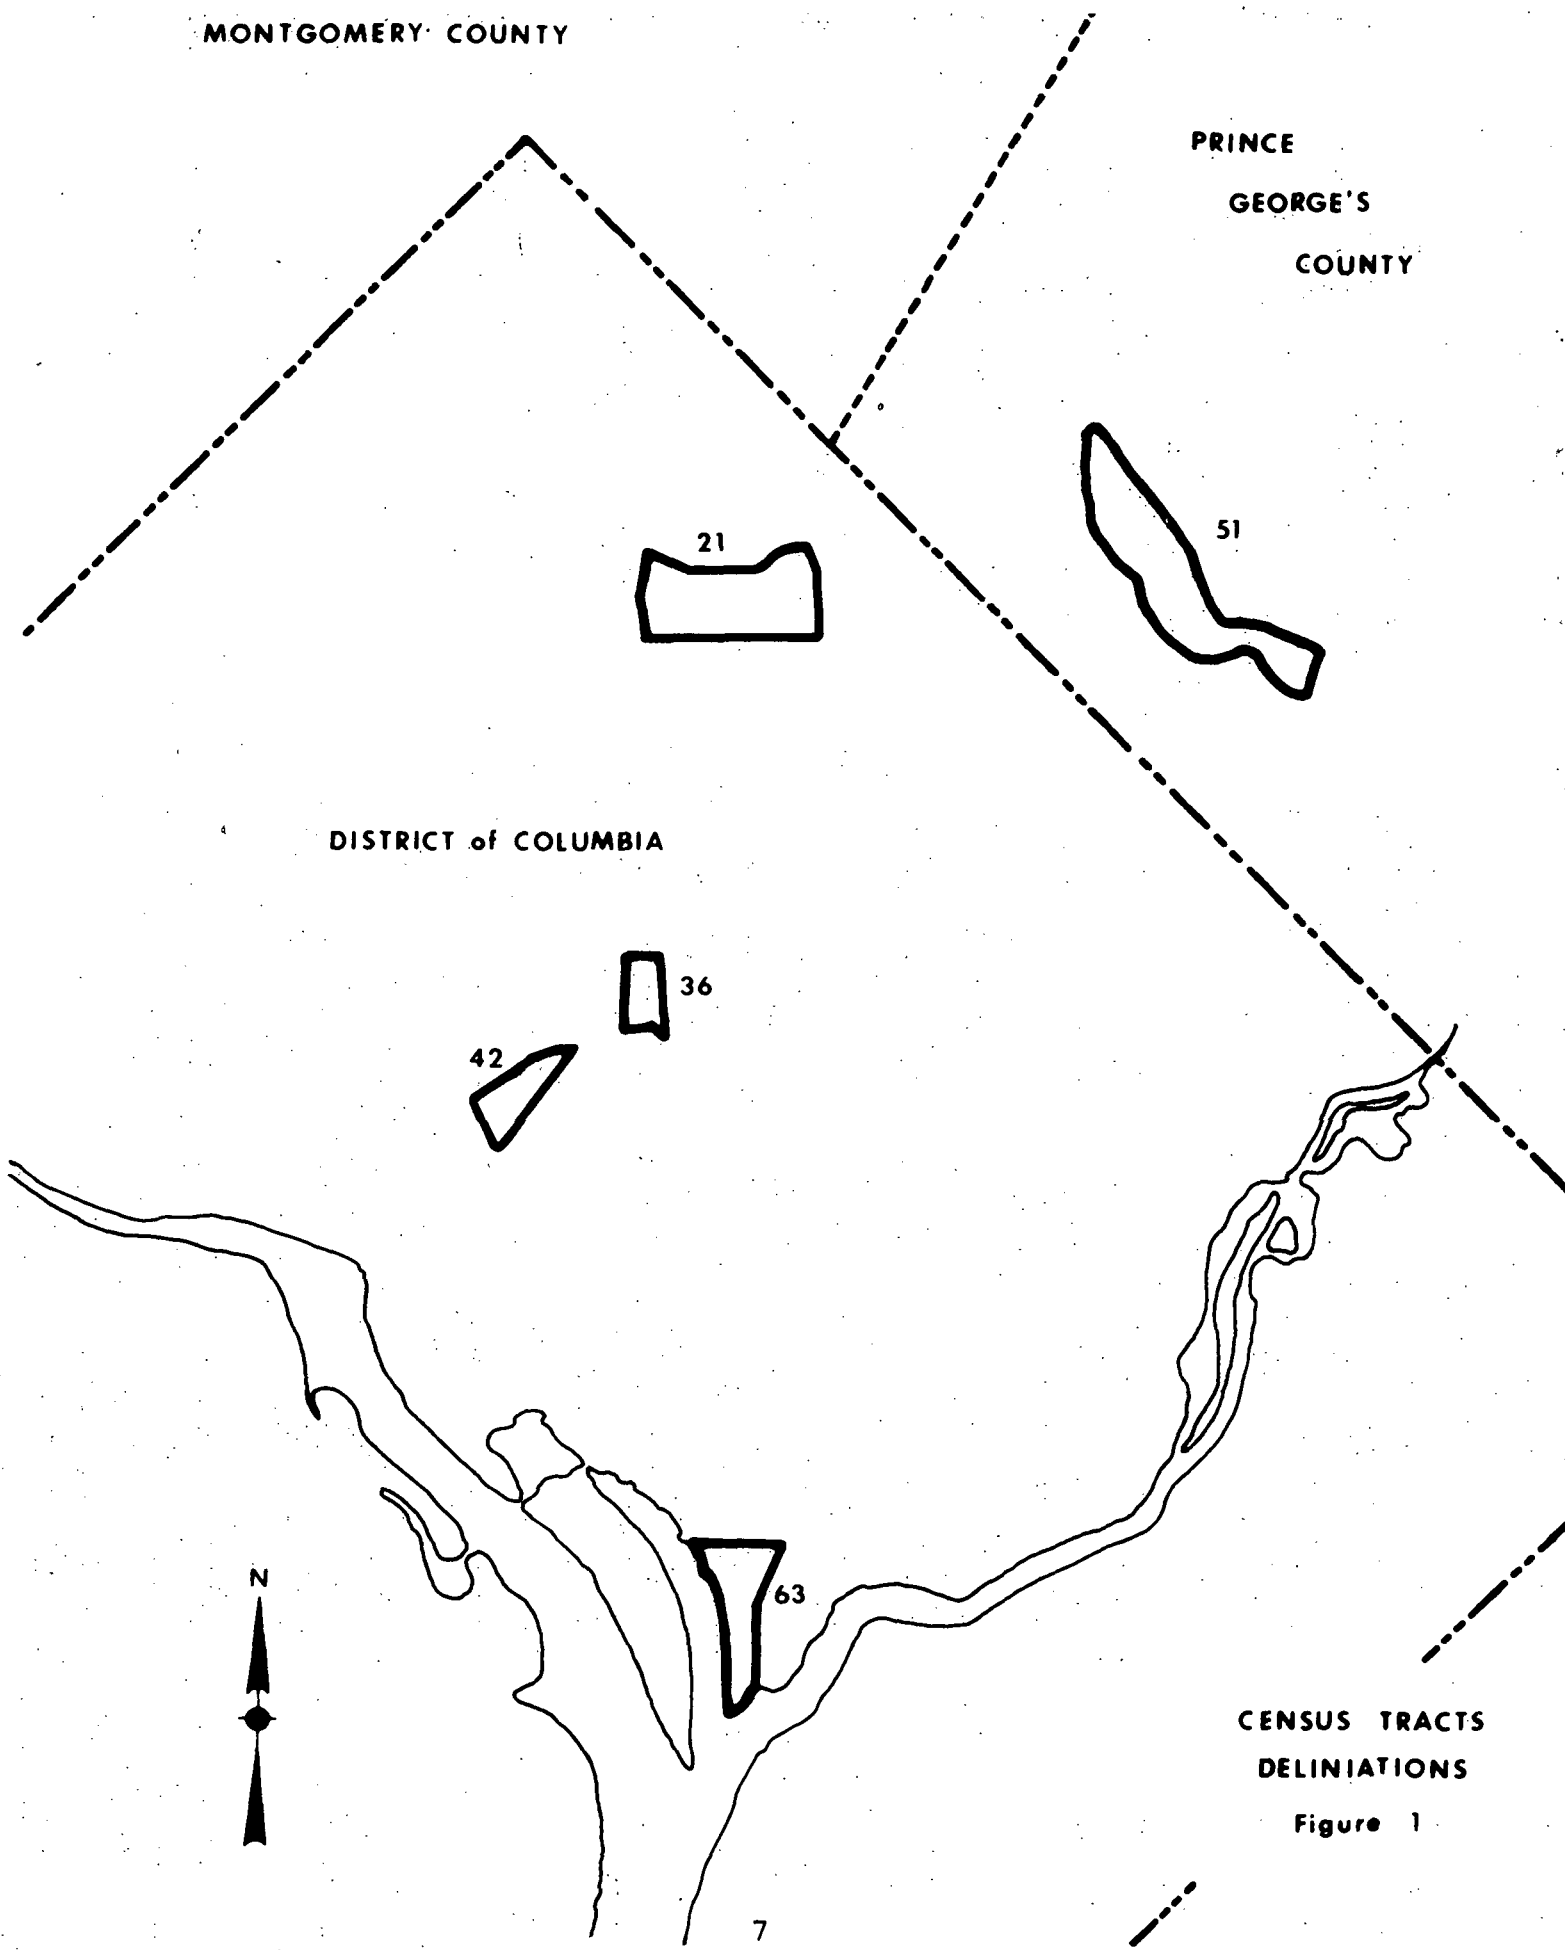 MONTGOMERY COUNTY
PRINCE
GEORGE'S
COUNTY
21
51
DISTRICT of COLUMBIA
36
42
63
N
CENSUS TRACTS
DELINIATIONS
Figure 1
7